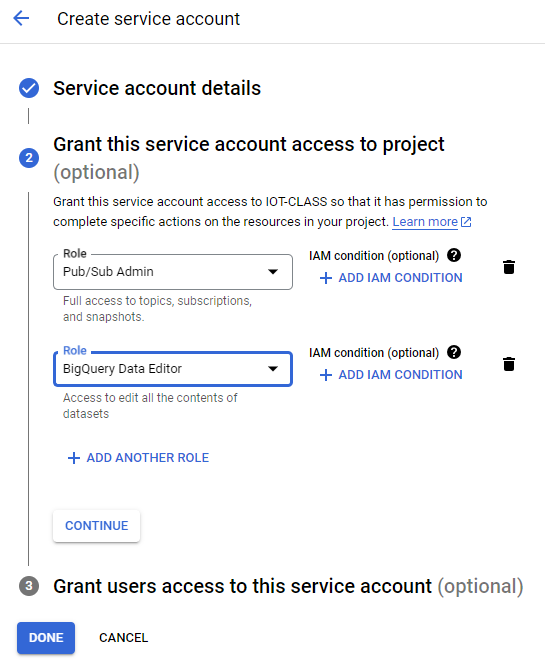 Create service account
Service account details
2
Grant this service account access to project
(optional)
Grant this service account access to IOT-CLASS so that it has permission to
complete specific actions on the resources in your project. Learn more
Role
Pub/Sub Admin
IAM condition (optional) ?
+ ADD IAM CONDITION
Full access to topics, subscriptions,
and snapshots.
Role
BigQuery Data Editor
IAM condition (optional) ?
+ ADD IAM CONDITION
Access to edit all the contents of
datasets
+ ADD ANOTHER ROLE
CONTINUE
3
Grant users access to this service account (optional)
DONE
CANCEL